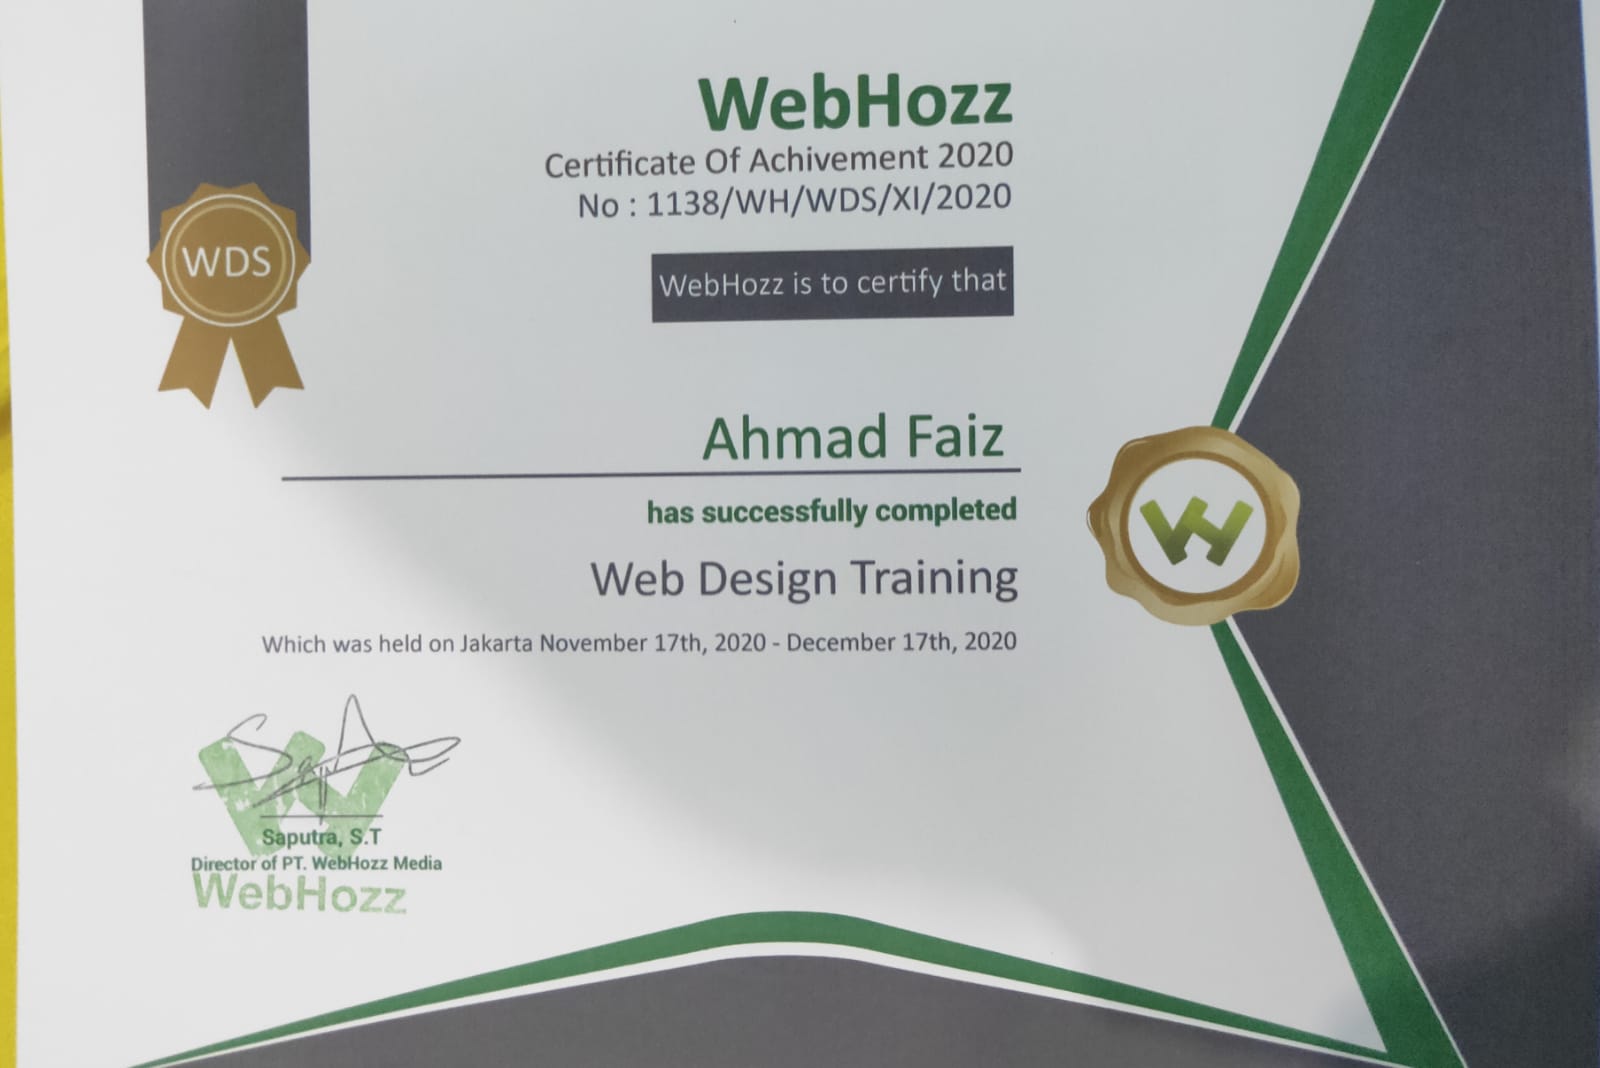 WebHozz
Certificate Of Achivement 2020
No : 1138/WH/WDS/XI/2020
WDS
WebHozz is to certify that
Ahmad Faiz
has successfully completed
Web Design Training
Which was held on Jakarta November 17th, 2020 - December 17th, 2020
Saputra, S.T
Director of PT. WebHozz Media
WebHozz